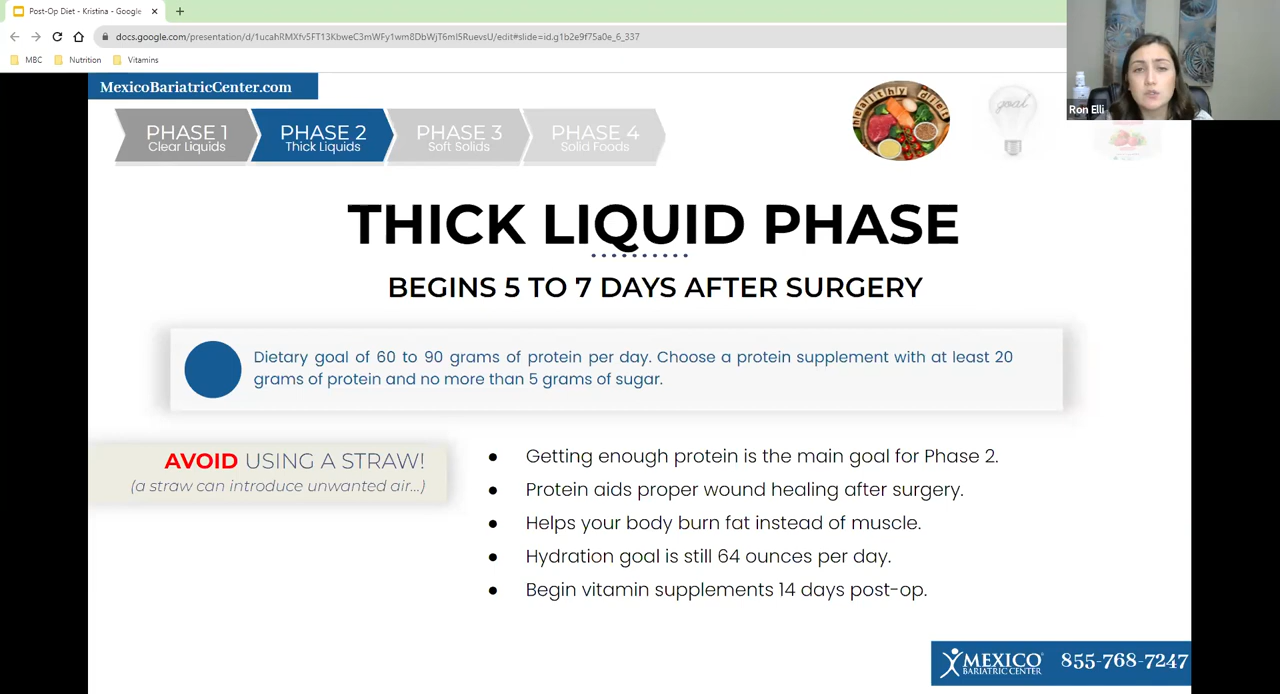 Post-Op Diet - Kristina - Google
docs.google.com/presentation/d/1ucahRMXfv5FT13KbweC3mWFy1wm8DbWjT6mI5RuevsU/edit#slide=id.g1b2e9f75a0e_6_337
MBC
Nutrition
Vitamins
MexicoBariatricCenter.com
Ron Elli
PHASE 1
Clear Liquids
PHASE 2
Thick Liquids
PHASE 3
Soft Solids
PHASE 4
Solid Foods
goal
THICK LIQUID PHASE
BEGINS 5 TO 7 DAYS AFTER SURGERY
Dietary goal of 60 to 90 grams of protein per day. Choose a protein supplement with at least 20
grams of protein and no more than 5 grams of sugar.
AVOID USING A STRAW!
(a straw can introduce unwanted air...)
● Getting enough protein is the main goal for Phase 2.
● Protein aids proper wound healing after surgery.
● Helps your body burn fat instead of muscle.
● Hydration goal is still 64 ounces per day.
● Begin vitamin supplements 14 days post-op.
MEXICO
BARIATRIC CENTER
855-768-7247